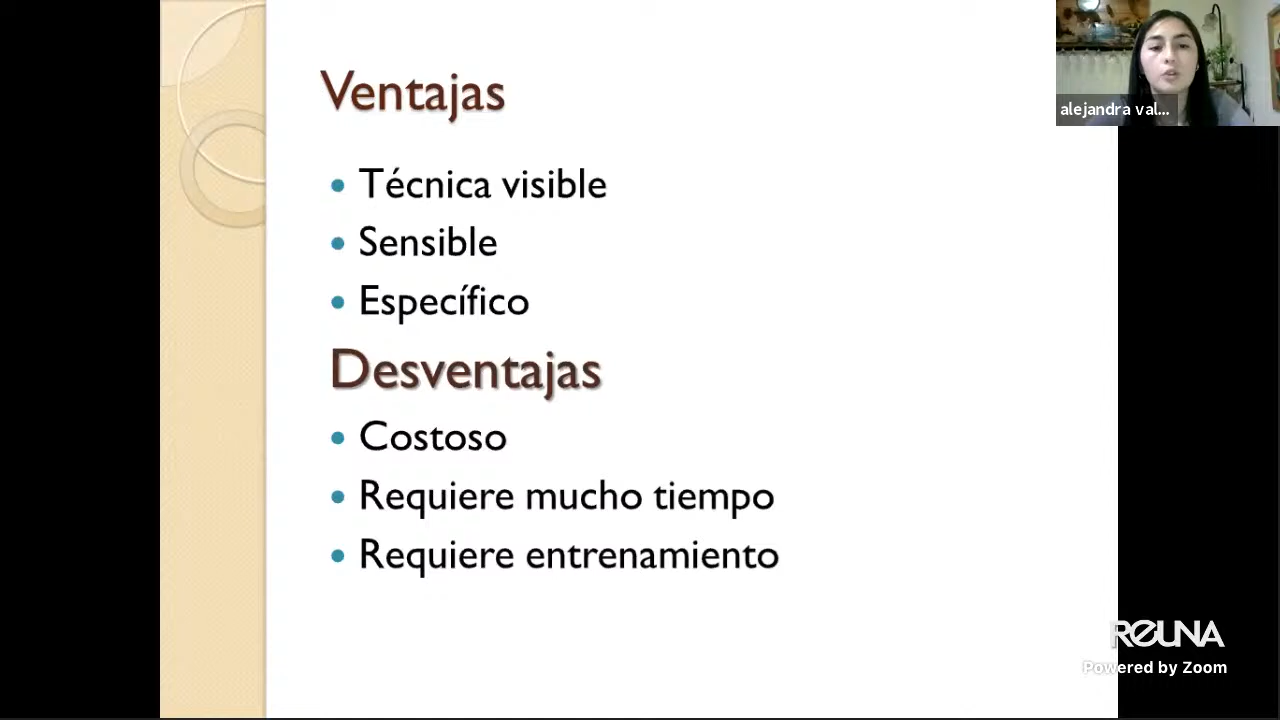 Ventajas
alejandra val...
Técnica visible
Sensible
Específico
Desventajas
Costoso
Requiere mucho tiempo
Requiere entrenamiento
REUNA
Powered by Zoom